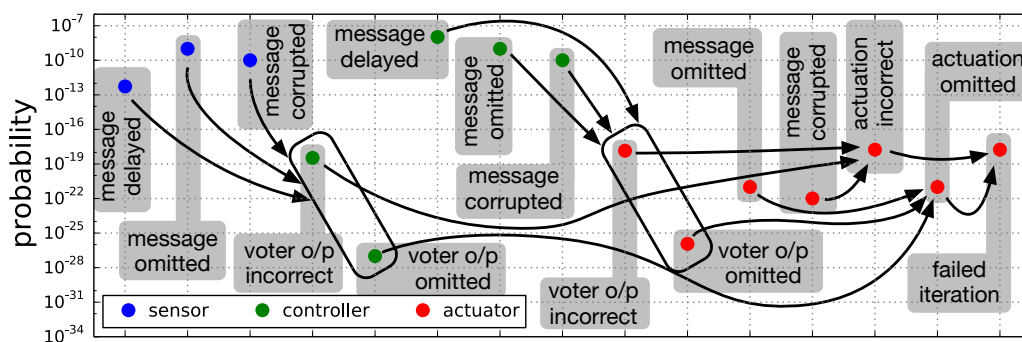 probability
10⁻⁷
10⁻¹⁰
10⁻¹³
10⁻¹⁶
10⁻¹⁹
10⁻²²
10⁻²⁵
10⁻²⁸
10⁻³¹
10⁻³⁴
message
delayed
message
omitted
message
corrupted
voter o/p
incorrect
voter o/p
omitted
message
delayed
message
omitted
message
corrupted
voter o/p
incorrect
voter o/p
omitted
message
omitted
message
corrupted
actuation
incorrect
actuation
omitted
failed
iteration
sensor
controller
actuator